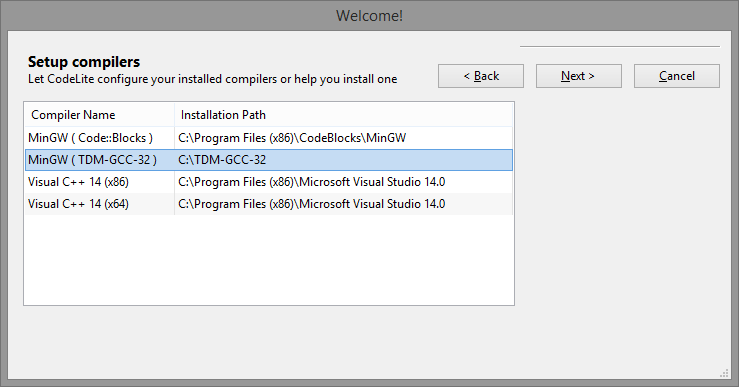 Welcome!
Setup compilers
Let CodeLite configure your installed compilers or help you install one
< Back Next > Cancel
Compiler Name Installation Path
MinGW ( Code::Blocks ) C:\Program Files (x86)\CodeBlocks\MinGW
MinGW ( TDM-GCC-32 ) C:\TDM-GCC-32
Visual C++ 14 (x86) C:\Program Files (x86)\Microsoft Visual Studio 14.0
Visual C++ 14 (x64) C:\Program Files (x86)\Microsoft Visual Studio 14.0